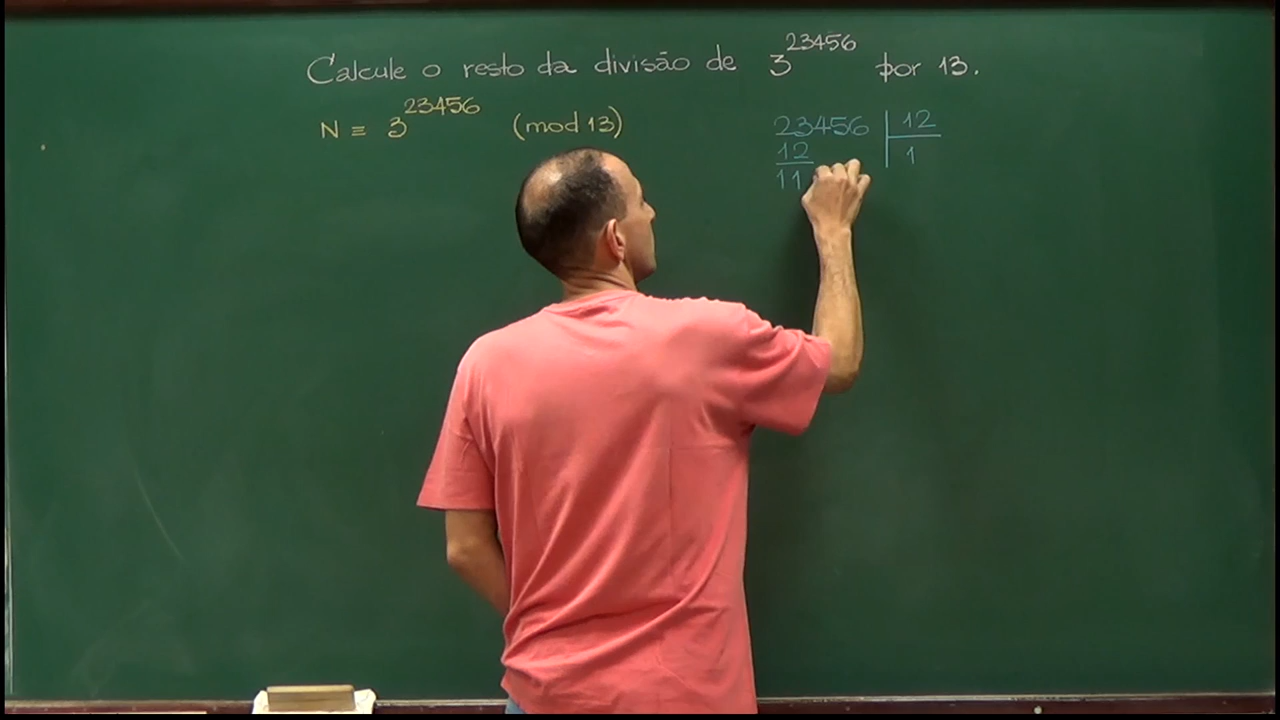 Calcule o resto da divisão de 3^23456 por 13.
N ≡ 3^23456 (mod 13)
23456 | 12
12 1
11